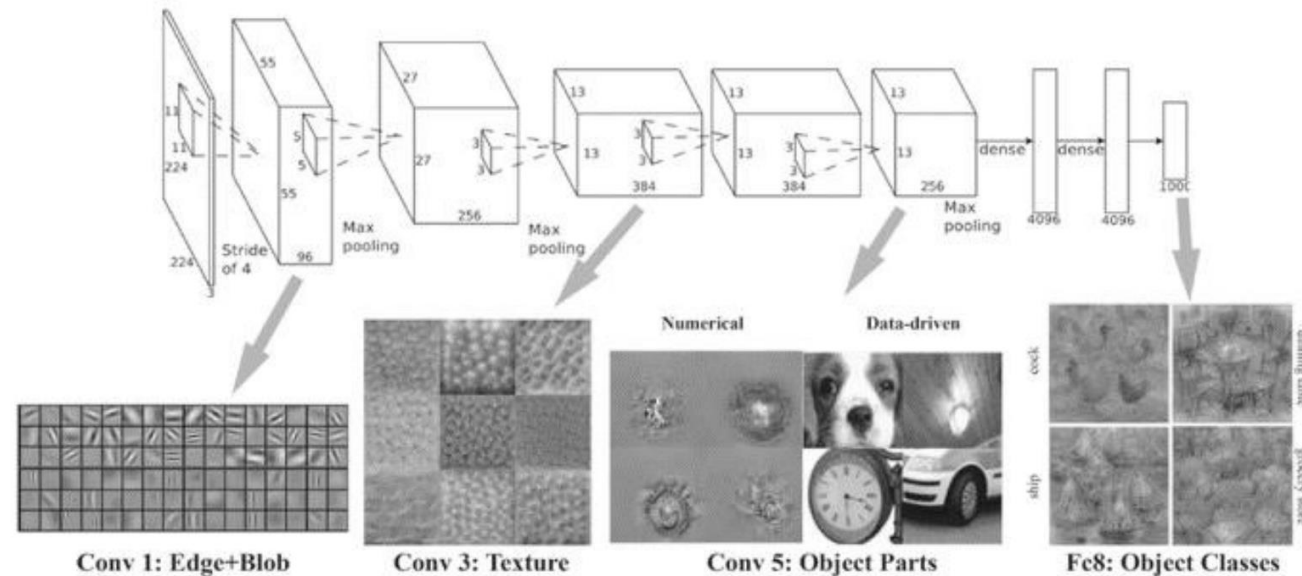 55
27
13
13
13
11
5
3
3
3
11
5
27
3
13
3
13
3
13
dense
dense
224
55
384
384
256
1000
256
Max
pooling
4096
4096
224
Stride
of 4
96
Max
pooling
Max
pooling
3
Numerical
Data-driven
cock
ship
Conv 1: Edge+Blob
Conv 3: Texture
Conv 5: Object Parts
Fc8: Object Classes